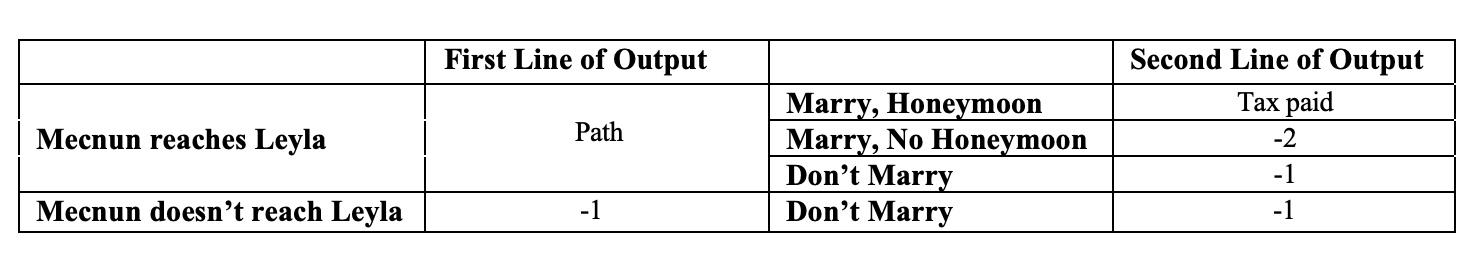 First Line of Output Second Line of Output
Marry, Honeymoon Tax paid
Mecnun reaches Leyla Path Marry, No Honeymoon -2
Don’t Marry -1
Mecnun doesn’t reach Leyla -1 Don’t Marry -1